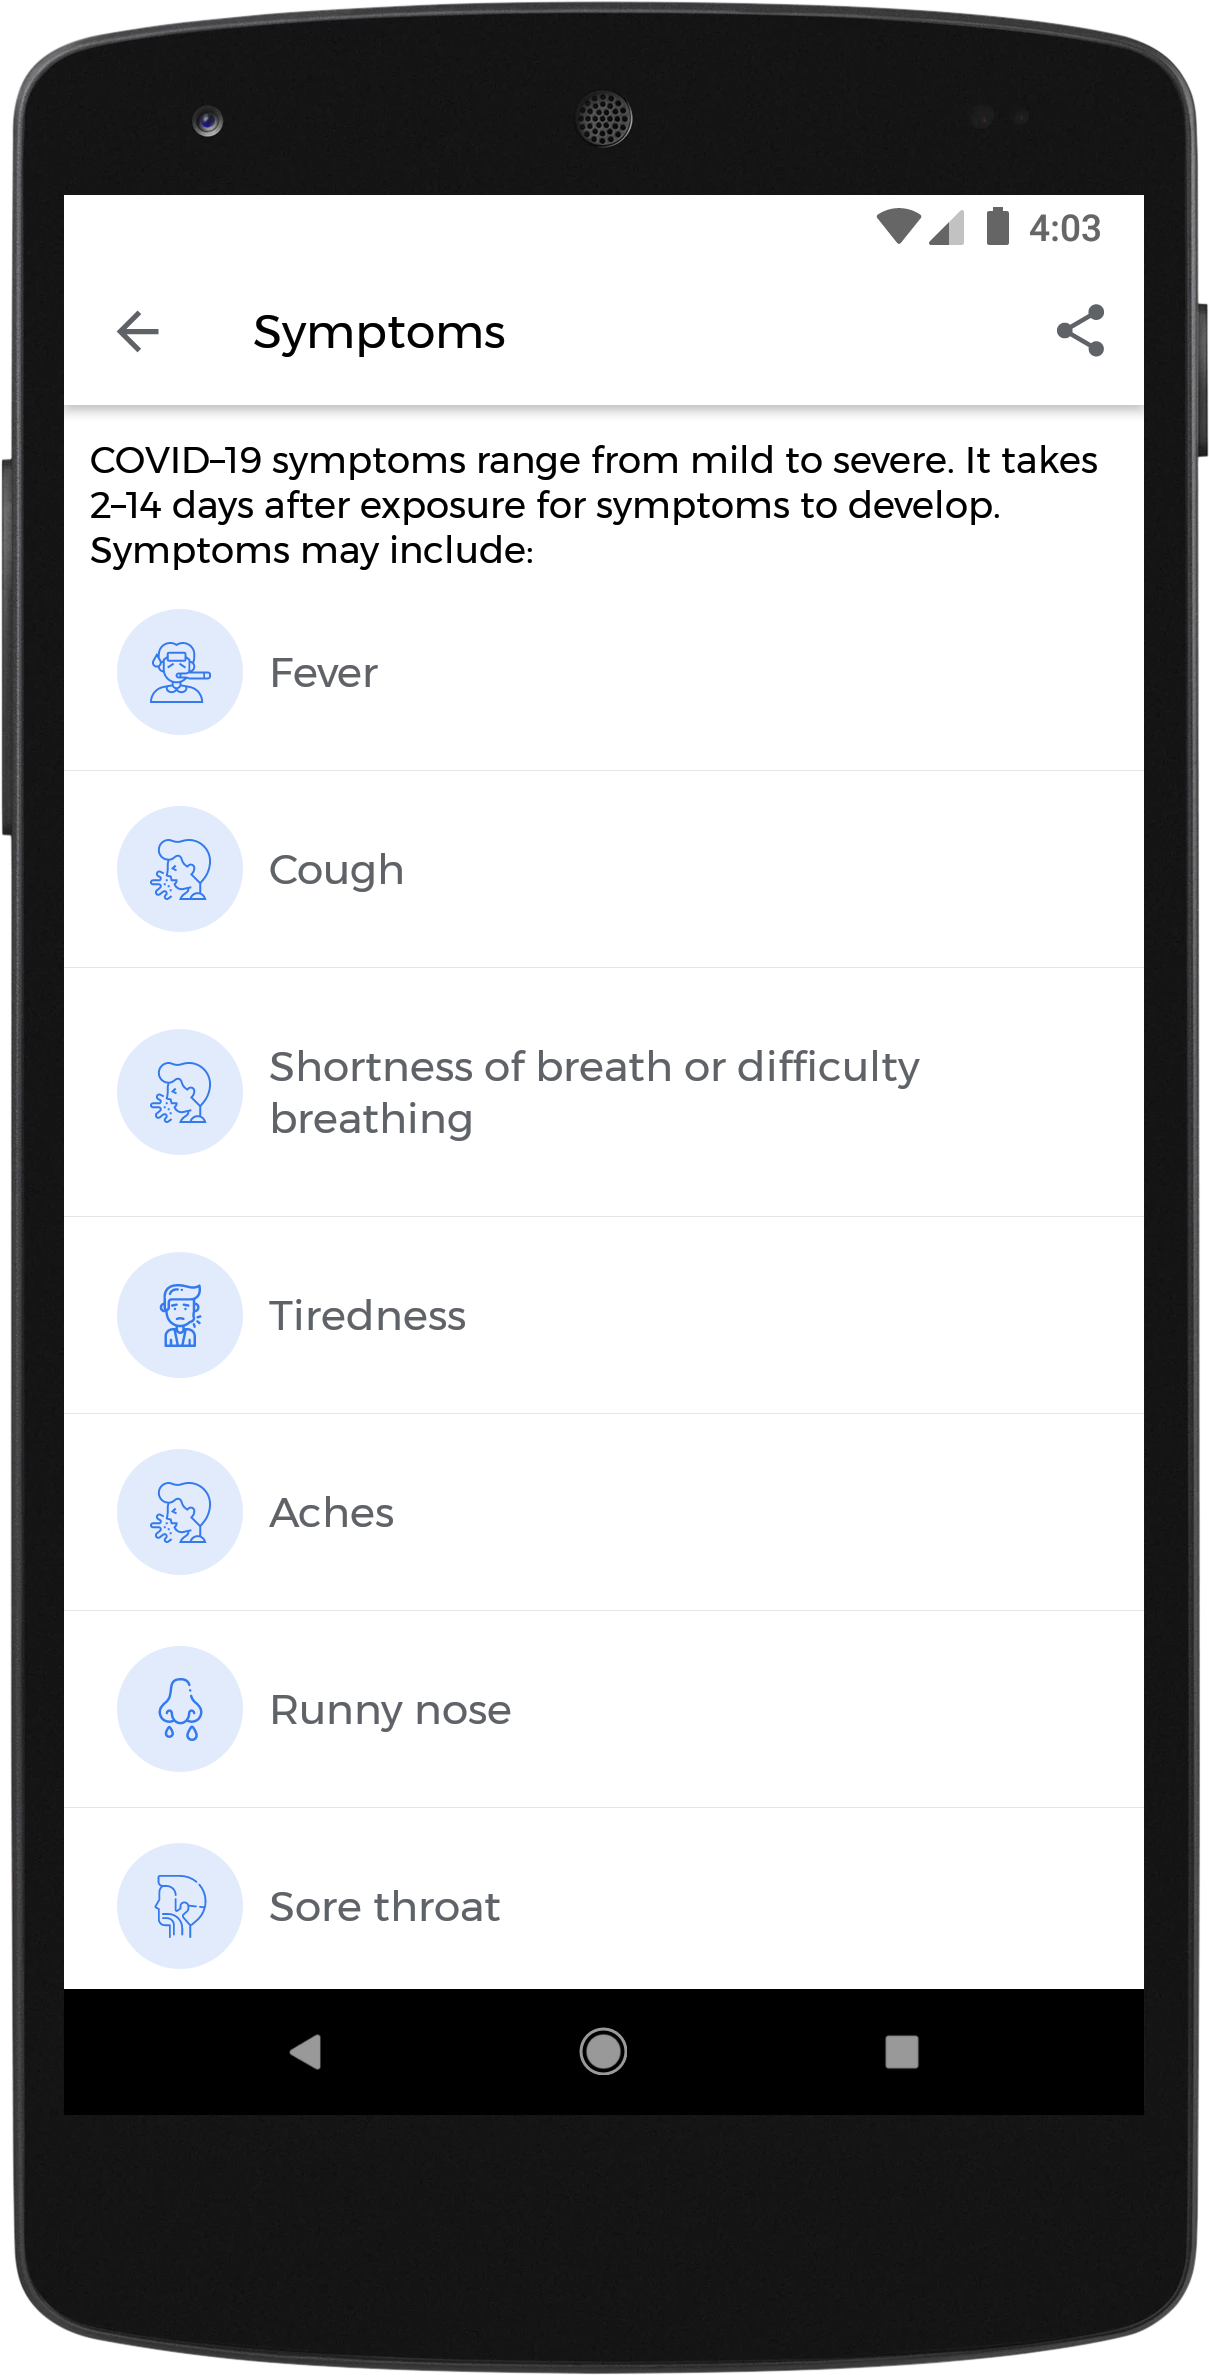 4:03
Symptoms
COVID-19 symptoms range from mild to severe. It takes
2-14 days after exposure for symptoms to develop.
Symptoms may include:
Fever
Cough
Shortness of breath or difficulty
breathing
Tiredness
Aches
Runny nose
Sore throat